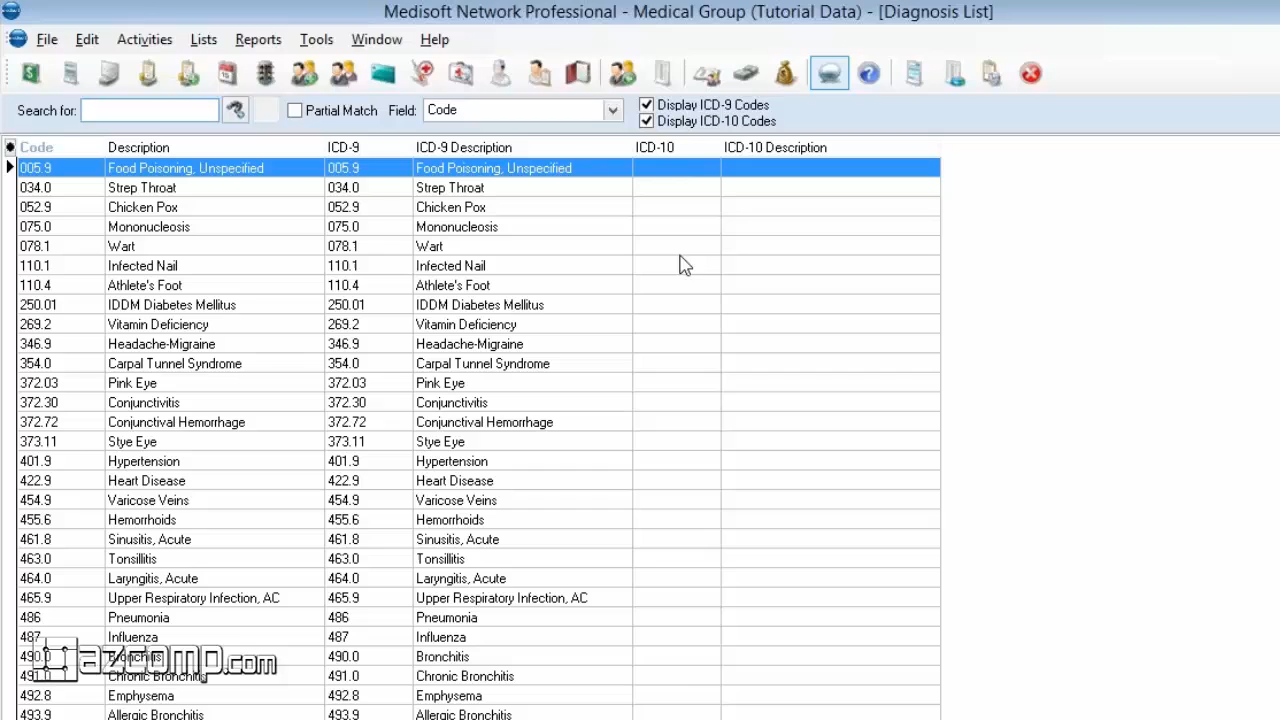 Medisoft Network Professional - Medical Group (Tutorial Data) - [Diagnosis List]
File Edit Activities Lists Reports Tools Window Help
Search for: Partial Match Field: Code Display ICD-9 Codes
Display ICD-10 Codes
Code Description ICD-9 ICD-9 Description ICD-10 ICD-10 Description
005.9 Food Poisoning, Unspecified 005.9 Food Poisoning, Unspecified
034.0 Strep Throat 034.0 Strep Throat
052.9 Chicken Pox 052.9 Chicken Pox
075.0 Mononucleosis 075.0 Mononucleosis
078.1 Wart 078.1 Wart
110.1 Infected Nail 110.1 Infected Nail
110.4 Athlete's Foot 110.4 Athlete's Foot
250.01 IDDM Diabetes Mellitus 250.01 IDDM Diabetes Mellitus
269.2 Vitamin Deficiency 269.2 Vitamin Deficiency
346.9 Headache-Migraine 346.9 Headache-Migraine
354.0 Carpal Tunnel Syndrome 354.0 Carpal Tunnel Syndrome
372.03 Pink Eye 372.03 Pink Eye
372.30 Conjunctivitis 372.30 Conjunctivitis
372.72 Conjunctival Hemorrhage 372.72 Conjunctival Hemorrhage
373.11 Stye Eye 373.11 Stye Eye
401.9 Hypertension 401.9 Hypertension
422.9 Heart Disease 422.9 Heart Disease
454.9 Varicose Veins 454.9 Varicose Veins
455.6 Hemorrhoids 455.6 Hemorrhoids
461.8 Sinusitis, Acute 461.8 Sinusitis, Acute
463.0 Tonsillitis 463.0 Tonsillitis
464.0 Laryngitis, Acute 464.0 Laryngitis, Acute
465.9 Upper Respiratory Infection, AC 465.9 Upper Respiratory Infection, AC
486 Pneumonia 486 Pneumonia
487 Influenza 487 Influenza
490.0 Bronchitis 490.0 Bronchitis
azcomp.com
491.0 Chronic Bronchitis 491.0 Chronic Bronchitis
492.8 Emphysema 492.8 Emphysema
493.9 Allergic Bronchitis 493.9 Allergic Bronchitis